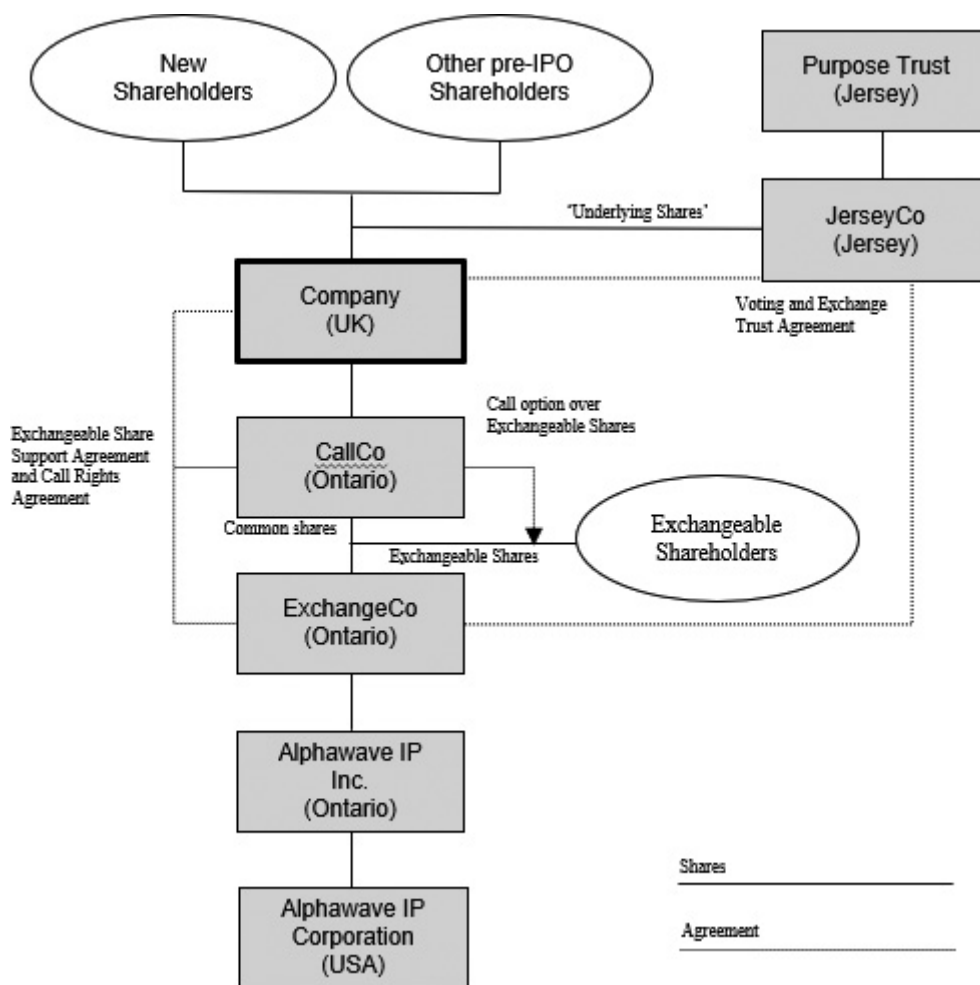 New
Shareholders
Other pre-IPO
Shareholders
Purpose Trust
(Jersey)
"Underlying Shares"
JerseyCo
(Jersey)
Company
(UK)
Voting and Exchange
Trust Agreement
Call option over
Exchangeable Shares
Exchangeable Share
Support Agreement
and Call Rights
Agreement
CallCo
(Ontario)
Common shares
Exchangeable Shares
Exchangeable
Shareholders
ExchangeCo
(Ontario)
Alphawave IP
Inc.
(Ontario)
Shares
Alphawave IP
Corporation
(USA)
Agreement